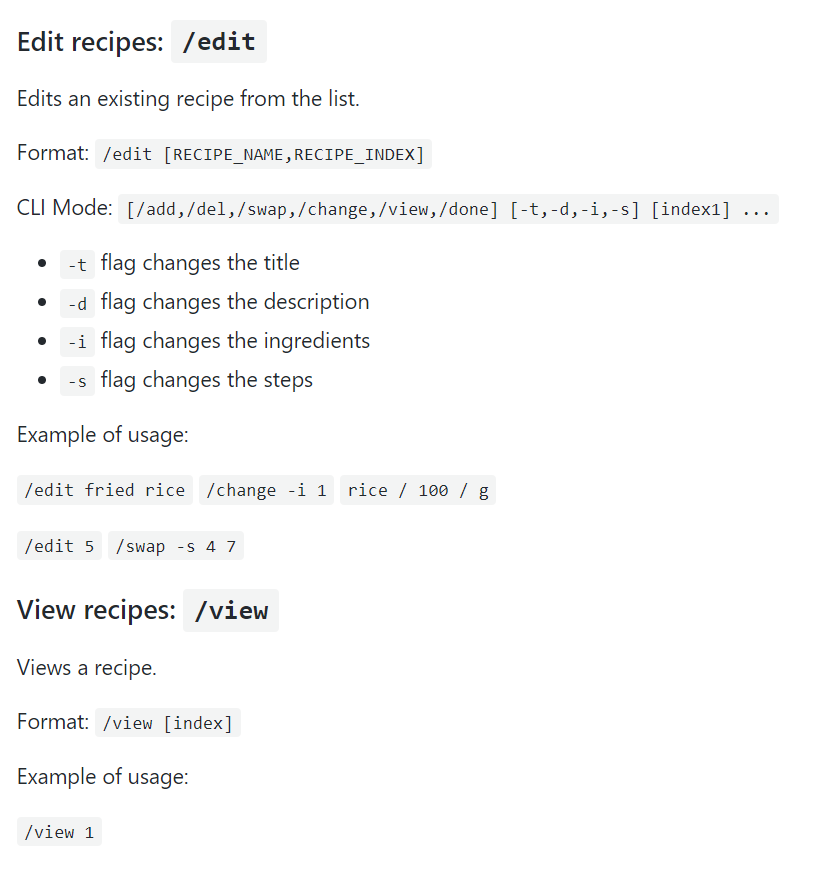 Edit recipes: /edit
Edits an existing recipe from the list.
Format: /edit [RECIPE_NAME,RECIPE_INDEX]
CLI Mode: [/add,/del,/swap,/change,/view,/done] [-t,-d,-i,-s] [index1] ...
-t flag changes the title
-d flag changes the description
-i flag changes the ingredients
-s flag changes the steps
Example of usage:
/edit fried rice /change -i 1 rice / 100 / g
/edit 5 /swap -s 4 7
View recipes: /view
Views a recipe.
Format: /view [index]
Example of usage:
/view 1